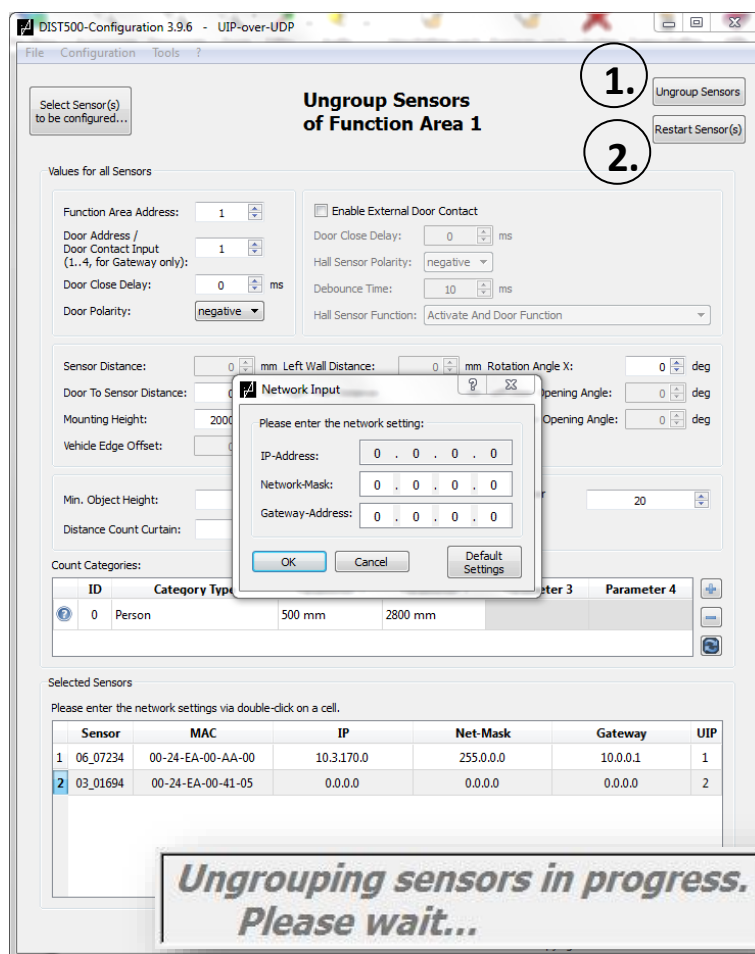 DIST500-Configuration 3.9.6 - UIP-over-UDP
File Configuration Tools ?
Select Sensor(s)
to be configured...
Ungroup Sensors
of Function Area 1
1.
Ungroup Sensors
2.
Restart Sensor(s)
Values for all Sensors
Function Area Address: 1
Door Address /
Door Contact Input
(1..4, for Gateway only): 1
Door Close Delay: 0 ms
Door Polarity: negative
Enable External Door Contact
Door Close Delay: 0 ms
Hall Sensor Polarity: negative
Debounce Time: 10 ms
Hall Sensor Function: Activate And Door Function
Sensor Distance: 0 mm Left Wall Distance: 0 mm Rotation Angle X: 0 deg
Door To Sensor Distance: Opening Angle: 0 deg
Mounting Height: 2000 Opening Angle: 0 deg
Vehicle Edge Offset:
Min. Object Height: 20
Distance Count Curtain:
Network Input
Please enter the network setting:
IP-Address: 0 . 0 . 0 . 0
Network-Mask: 0 . 0 . 0 . 0
Gateway-Address: 0 . 0 . 0 . 0
OK Cancel Default
Settings
Count Categories:
ID Category Type Parameter 4
0 Person 500 mm 2800 mm
Selected Sensors
Please enter the network settings via double-click on a cell.
Sensor MAC IP Net-Mask Gateway UIP
1 06_07234 00-24-EA-00-AA-00 10.3.170.0 255.0.0.0 10.0.0.1 1
2 03_01694 00-24-EA-00-41-05 0.0.0.0 0.0.0.0 0.0.0.0 2
Ungrouping sensors in progress.
Please wait...